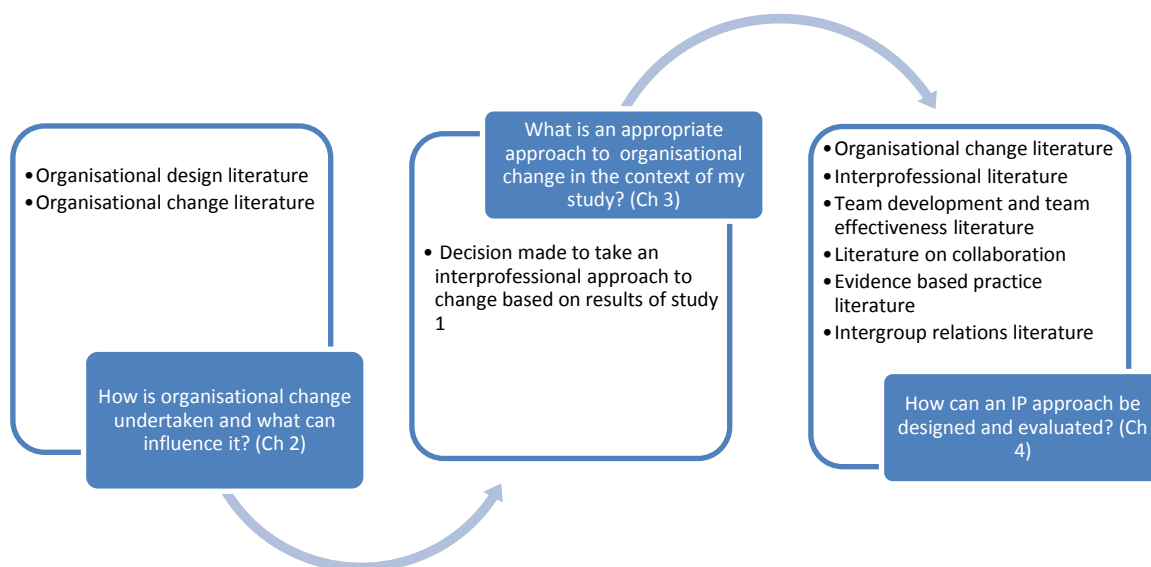 •Organisational design literature
•Organisational change literature
How is organisational change
undertaken and what can
influence it? (Ch 2)
What is an appropriate
approach to organisational
change in the context of my
study? (Ch 3)
• Decision made to take an
interprofessional approach to
change based on results of study
1
•Organisational change literature
•Interprofessional literature
•Team development and team
effectiveness literature
•Literature on collaboration
•Evidence based practice
literature
•Intergroup relations literature
How can an IP approach be
designed and evaluated? (Ch
4)